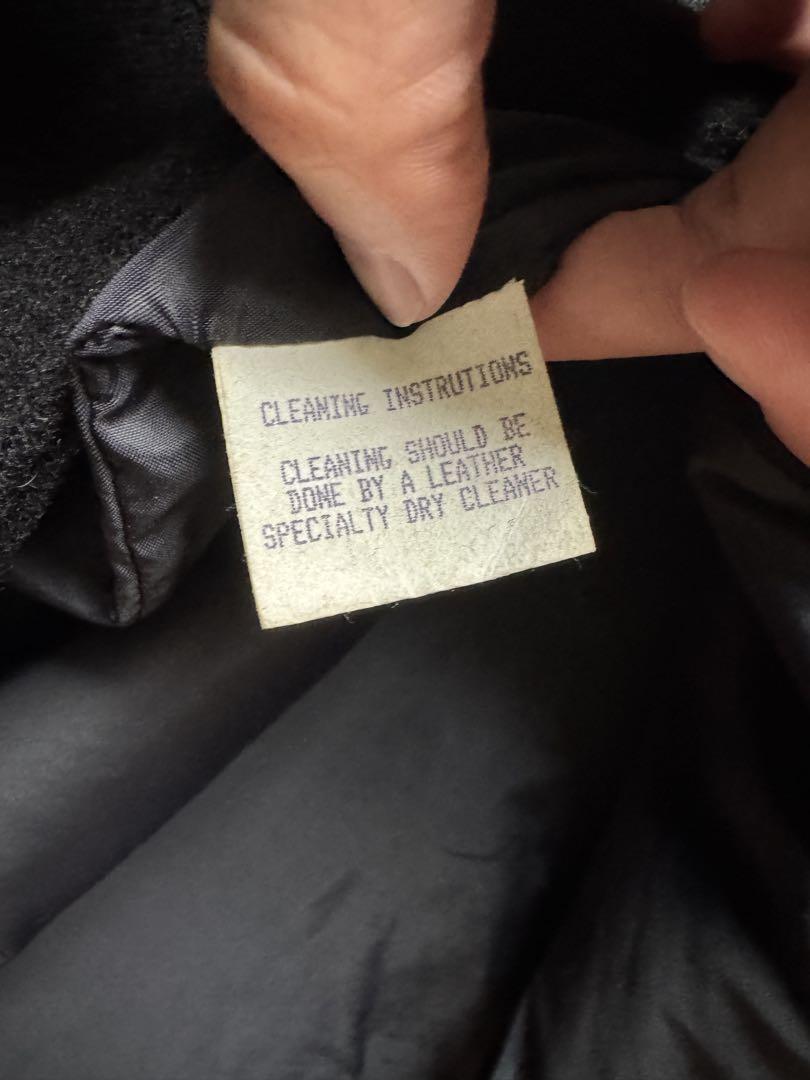 CLEANING INSTRUTIONS
CLEANING SHOULD BE
DONE BY A LEATHER
SPECIALTY DRY CLEANER